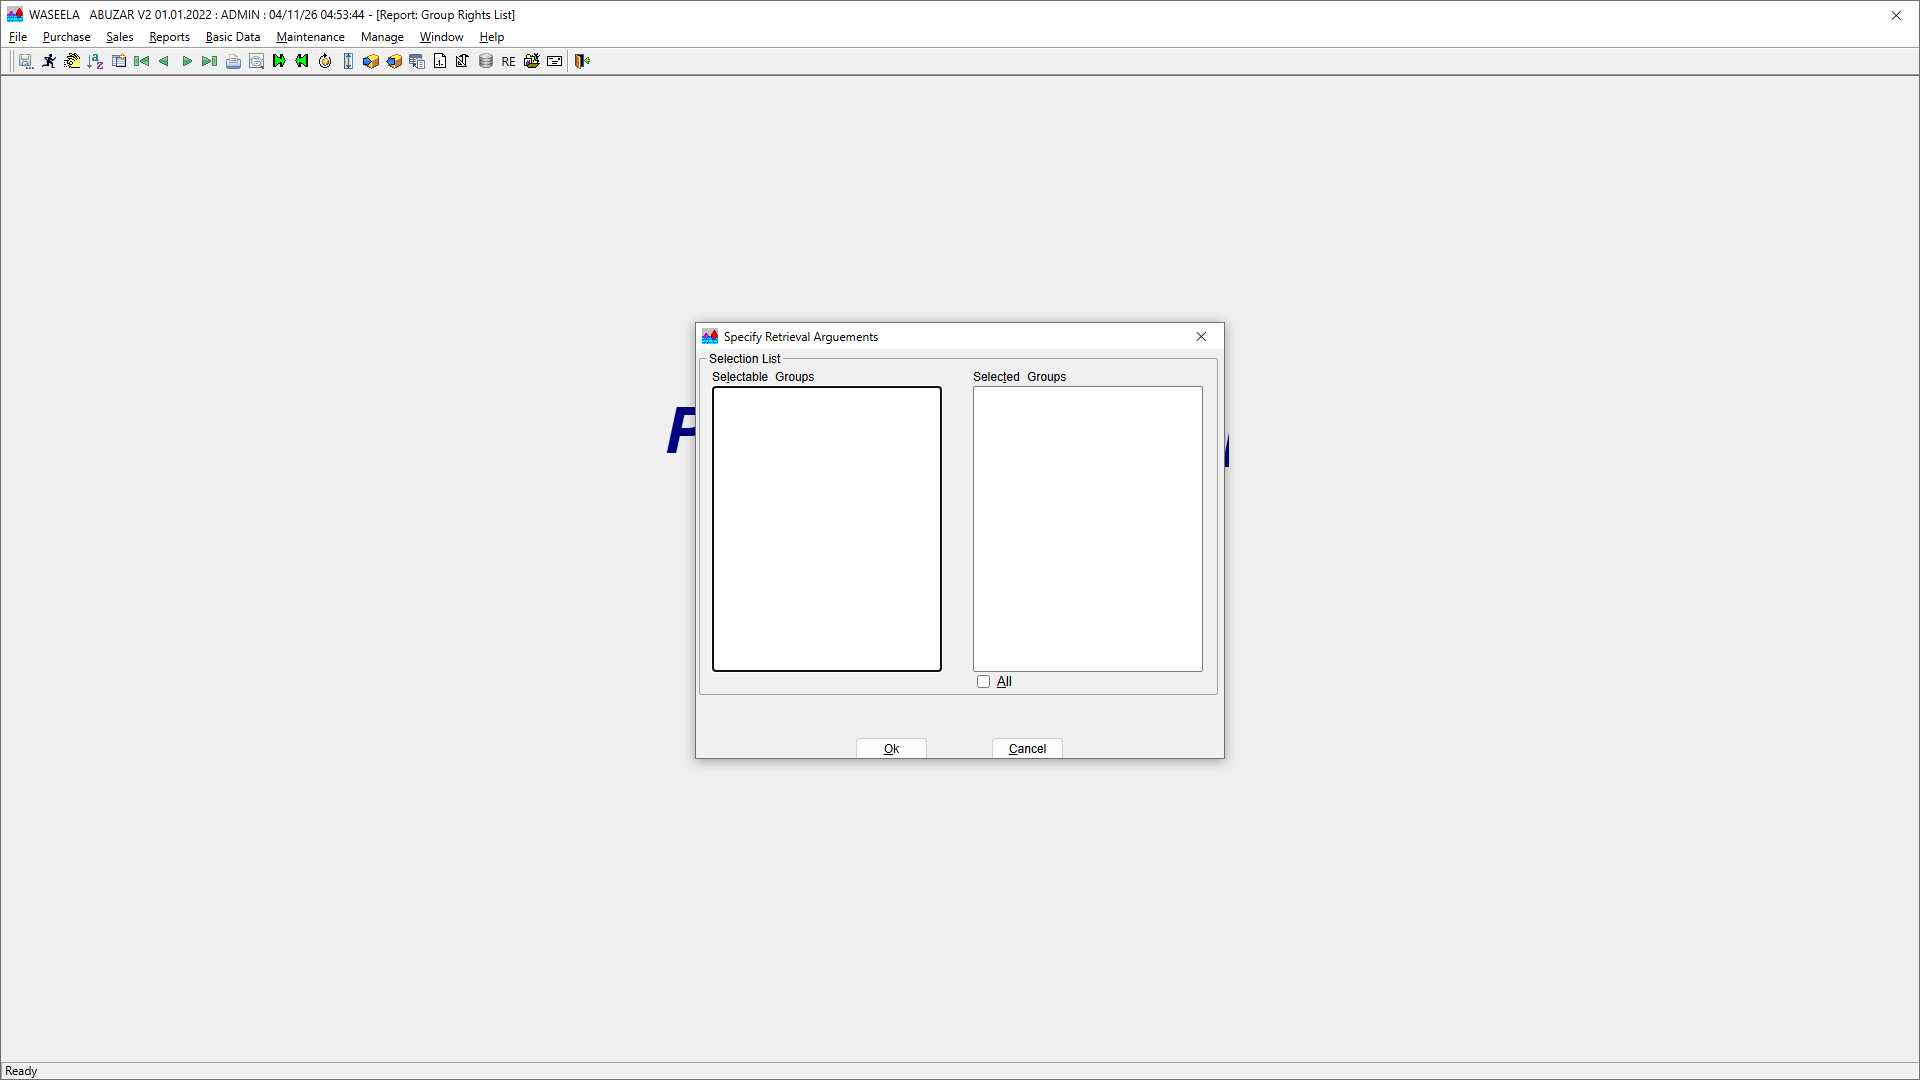 WASEELA   ABUZAR V2 01.01.2022 : ADMIN : 04/11/26 04:53:44 - [Report: Group Rights List]
File Purchase Sales Reports Basic Data Maintenance Manage Window Help
RE
Specify Retrieval Arguements
Selection List
Selectable Groups Selected Groups
All
Ok Cancel
Ready